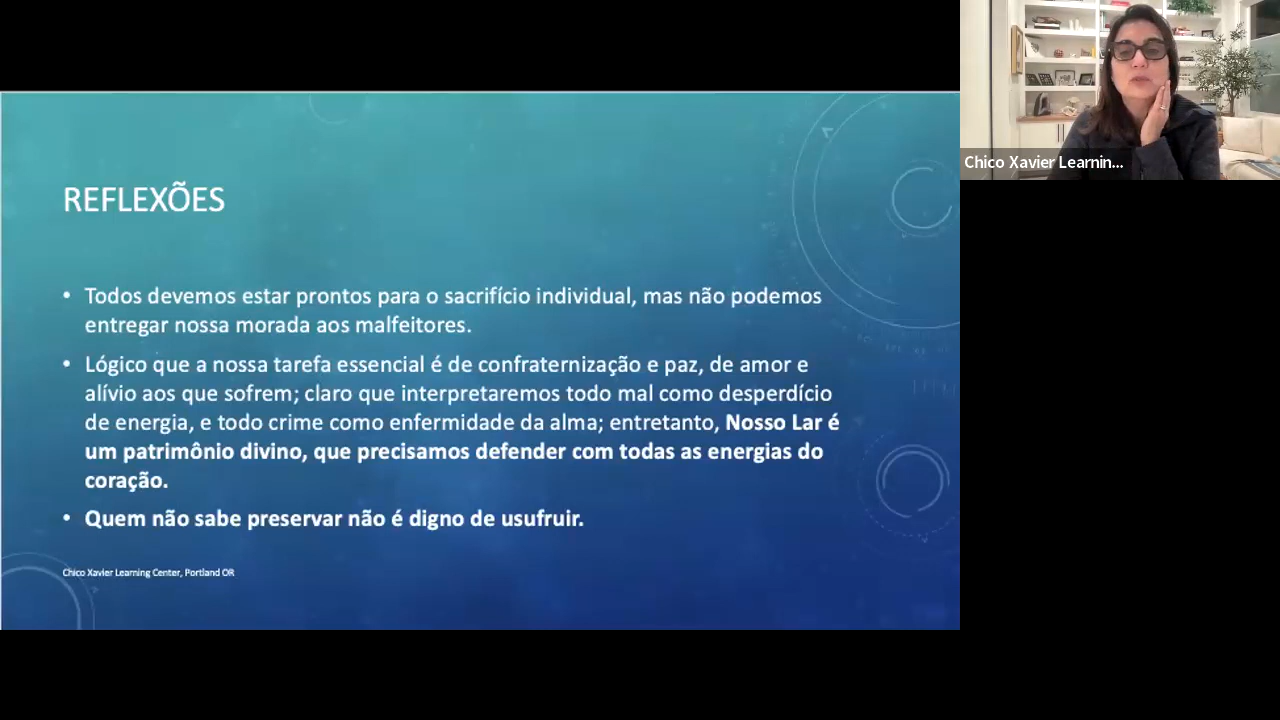 Chico Xavier Learnin...
REFLEXÕES
• Todos devemos estar prontos para o sacrifício individual, mas não podemos
entregar nossa morada aos malfeitores.
• Lógico que a nossa tarefa essencial é de confraternização e paz, de amor e
alívio aos que sofrem; claro que interpretaremos todo mal como desperdício
de energia, e todo crime como enfermidade da alma; entretanto, Nosso Lar é
um patrimônio divino, que precisamos defender com todas as energias do
coração.
• Quem não sabe preservar não é digno de usufruir.
Chico Xavier Learning Center, Portland OR